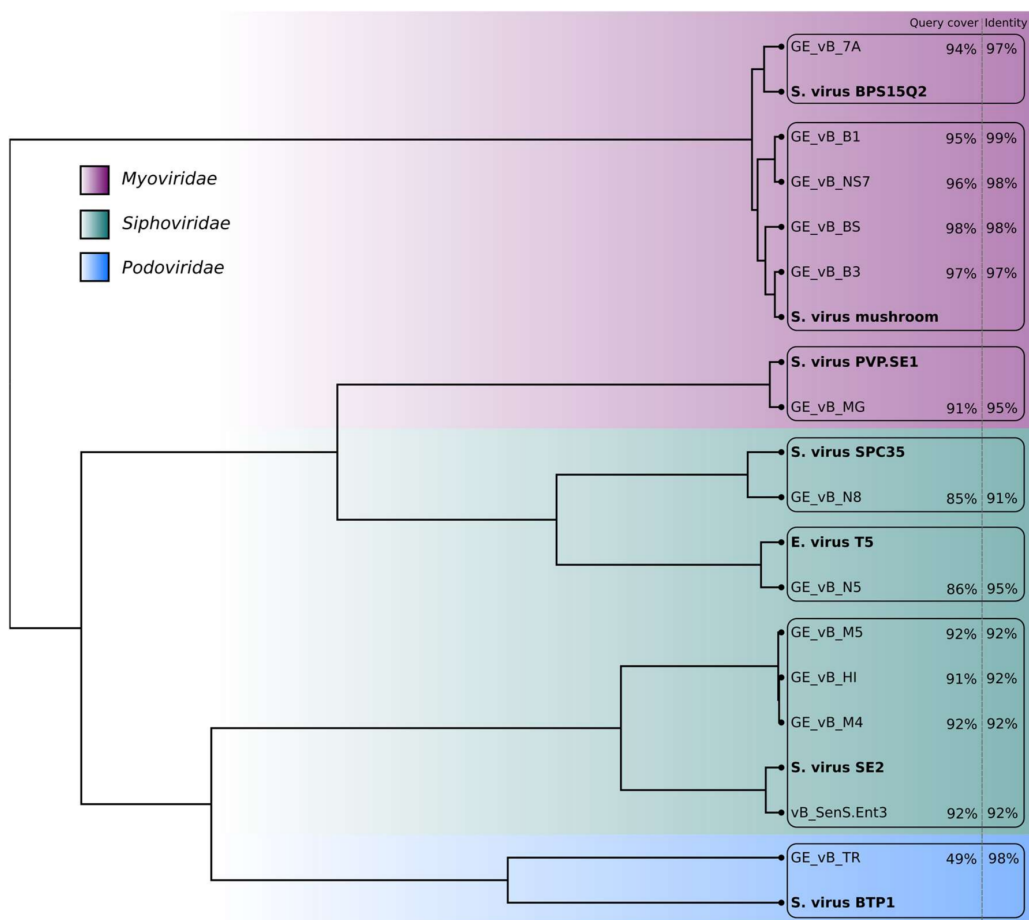 Query cover Identity
GE_vB_7A 94% 97%
S. virus BPS15Q2
GE_vB_B1 95% 99%
Myoviridae
GE_vB_NS7 96% 98%
Siphoviridae
GE_vB_BS 98% 98%
Podoviridae
GE_vB_B3 97% 97%
S. virus mushroom
S. virus PVP.SE1
GE_vB_MG 91% 95%
S. virus SPC35
GE_vB_N8 85% 91%
E. virus T5
GE_vB_N5 86% 95%
GE_vB_M5 92% 92%
GE_vB_HI 91% 92%
GE_vB_M4 92% 92%
S. virus SE2
vB_SenS.Ent3 92% 92%
GE_vB_TR 49% 98%
S. virus BTP1